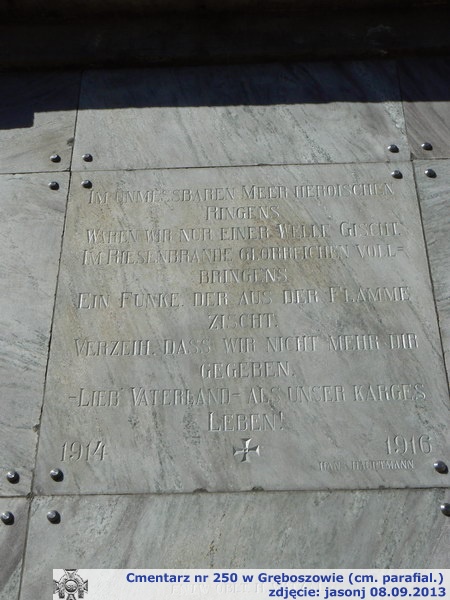 IM UNMESSBAREN MEER HEROISCHEN
RINGENS
WAREN WIR NUR EINER WELLE GISCHT.
IM RIESENBRANDE GLORREICHEN VOLL=
BRINGENS
EIN FUNKE, DER AUS DER FLAMME
ZISCHT.
VERZEIH, DASS WIR NICHT MEHR DIR
GEGEBEN,
-LIEB VATERLAND- ALS UNSER KARGES
LEBEN!
1914 1916
HANS HAUTMANN
Cmentarz nr 250 w Gręboszowie (cm. parafial.)
zdjęcie: jasonj 08.09.2013